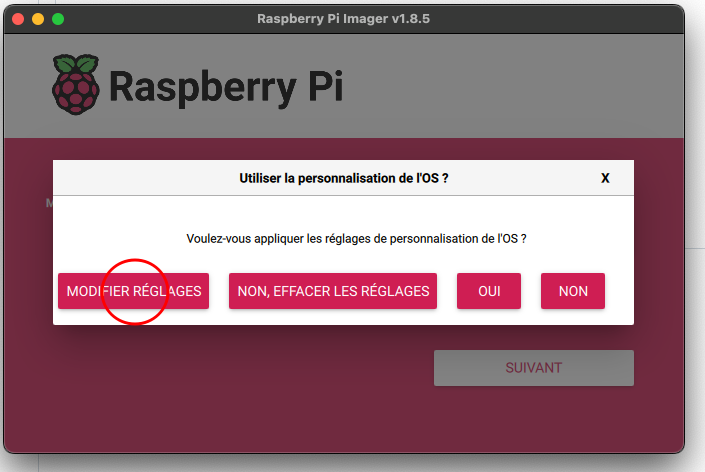 Raspberry Pi Imager v1.8.5
Raspberry Pi
Utiliser la personnalisation de l'OS ?
X
M
Voulez-vous appliquer les réglages de personnalisation de l'OS ?
MODIFIER RÉGLAGES
NON, EFFACER LES RÉGLAGES
OUI
NON
SUIVANT